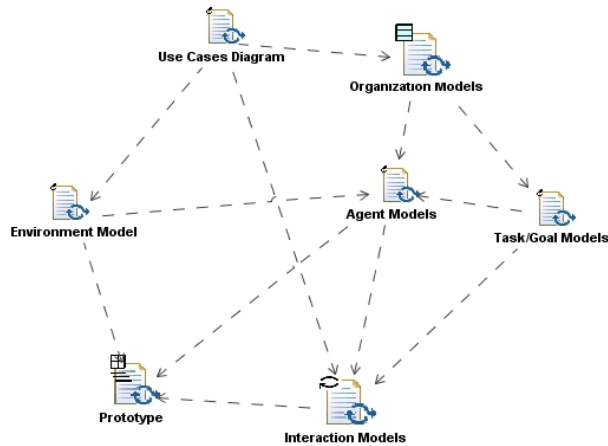 Use Cases Diagram
Organization Models
Environment Model
Agent Models
Task/Goal Models
Prototype
Interaction Models